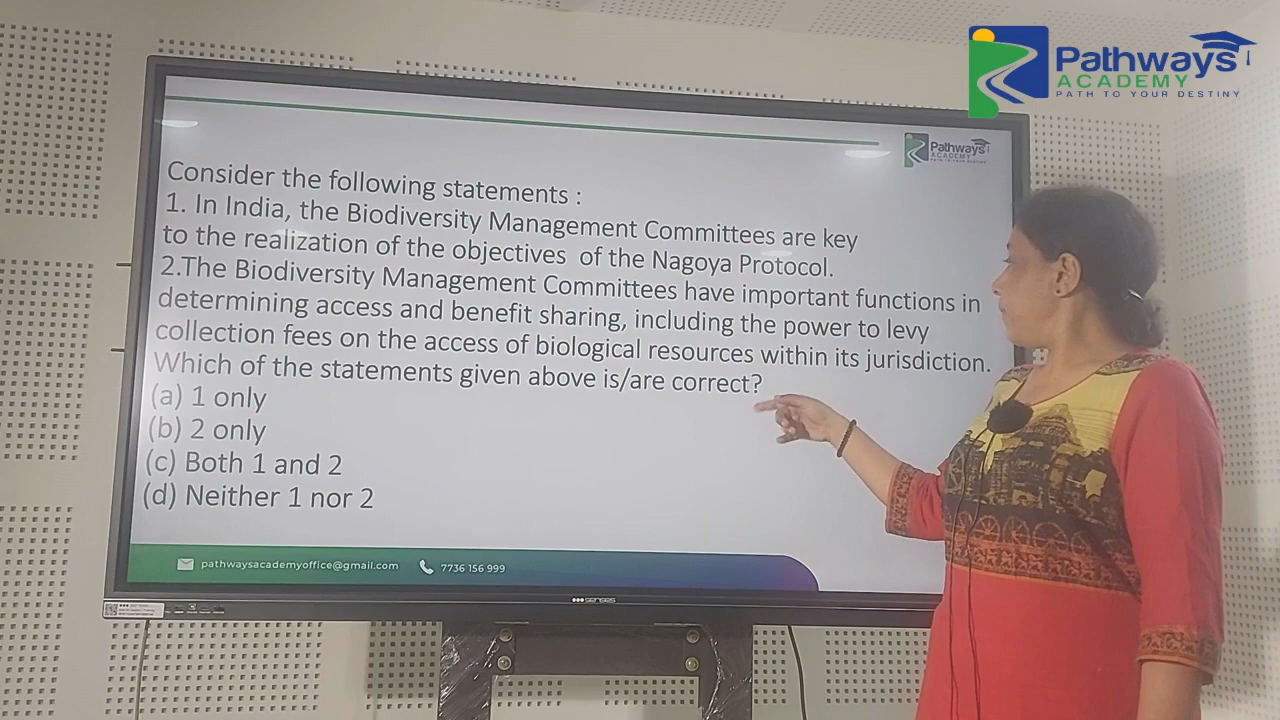 Pathways
ACADEMY
PATH TO YOUR DESTINY
Pathways
ACADEMY
Consider the following statements :
1. In India, the Biodiversity Management Committees are key
to the realization of the objectives of the Nagoya Protocol.
2.The Biodiversity Management Committees have important functions in
determining access and benefit sharing, including the power to levy
collection fees on the access of biological resources within its jurisdiction.
Which of the statements given above is/are correct?
(a) 1 only
(b) 2 only
(c) Both 1 and 2
(d) Neither 1 nor 2
pathwaysacademyoffice@gmail.com
7736 156 999
senses